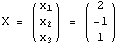 X = ( x₁ x₂ x₃ ) = ( 2 -1 1 )